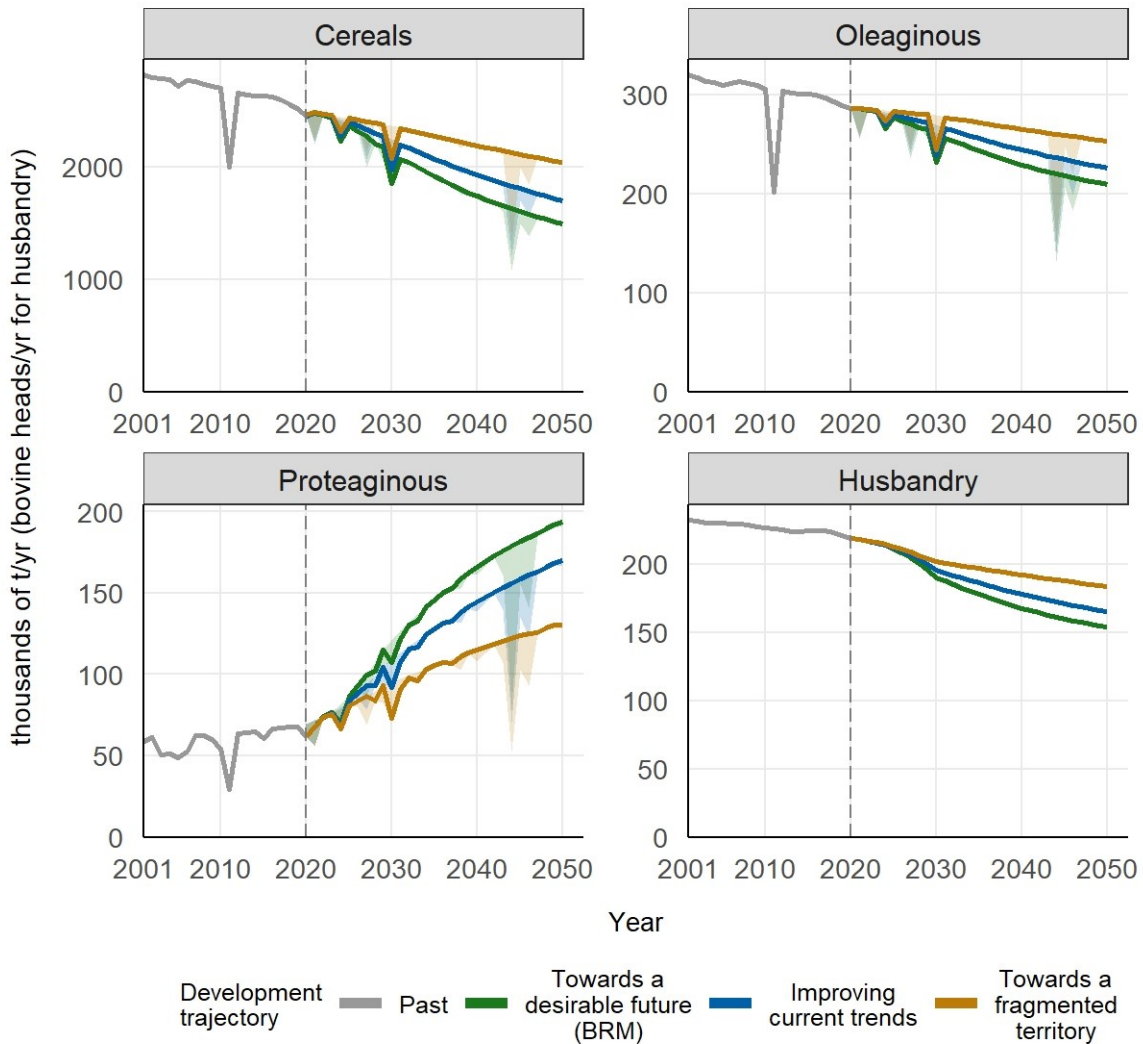 Cereals
Oleaginous
thousands of t/yr (bovine heads/yr for husbandry)
2000
1000
0
2001 2010 2020 2030 2040 2050
300
200
100
0
2001 2010 2020 2030 2040 2050
Proteaginous
Husbandry
200
150
100
50
0
2001 2010 2020 2030 2040 2050
200
150
100
50
0
2001 2010 2020 2030 2040 2050
Year
Development
trajectory
Past
Towards a
desirable future
(BRM)
Improving
current trends
Towards a
fragmented
territory